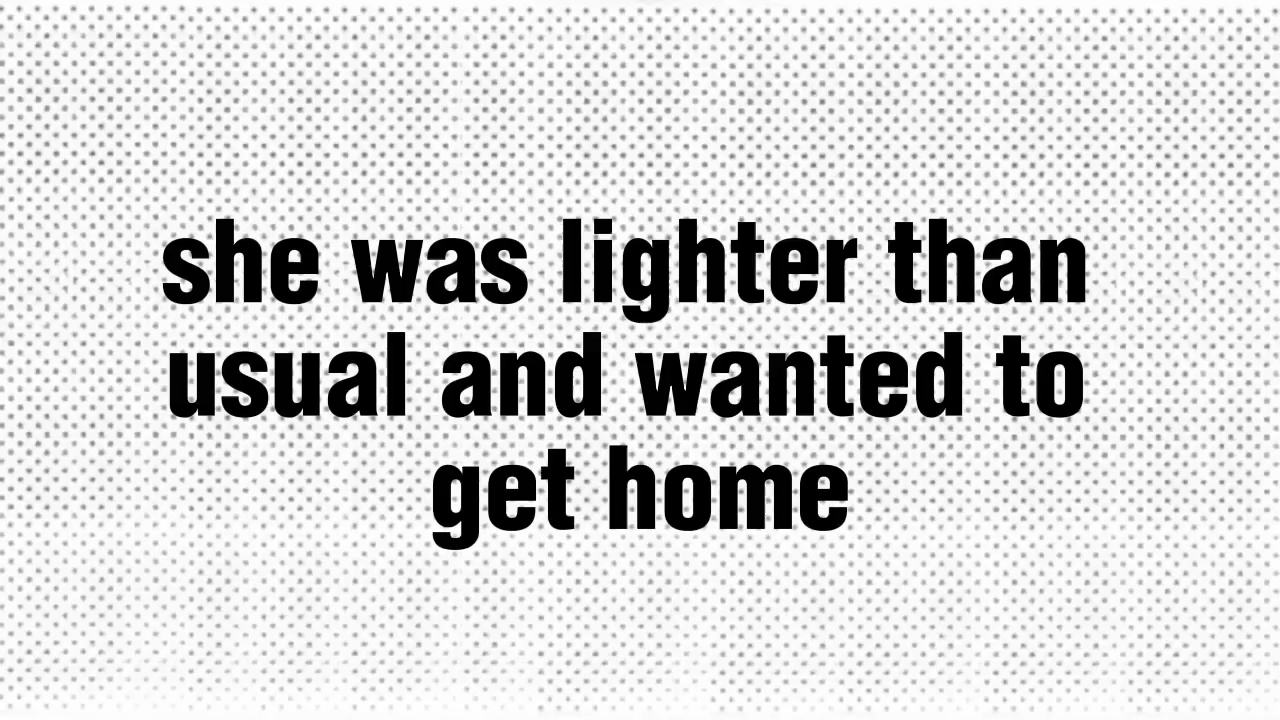 she was lighter than
usual and wanted to
get home